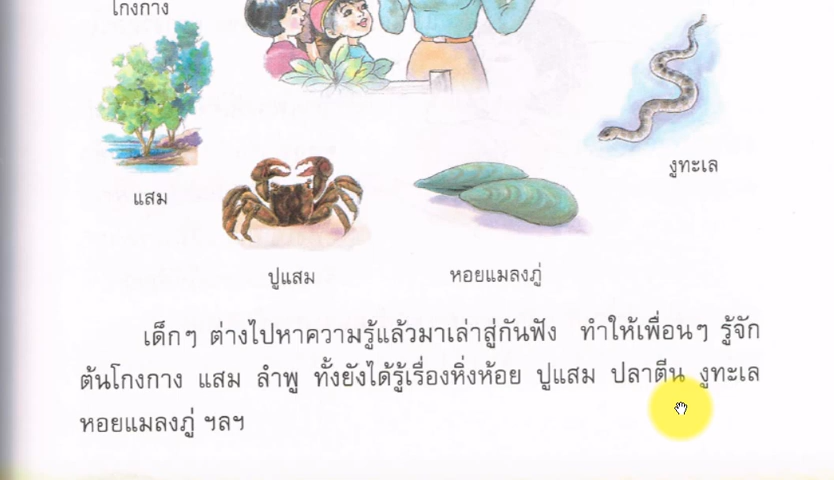 โกงกาง
งูทะเล
แสม
ปูแสม
หอยแมลงภู่
เด็กๆ ต่างไปหาความรู้แล้วมาเล่าสู่กันฟัง ทำให้เพื่อนๆ รู้จัก
ต้นโกงกาง แสม ลำพู ทั้งยังได้รู้เรื่องหิ่งห้อย ปูแสม ปลาตีน งูทะเล
หอยแมลงภู่ ฯลฯ